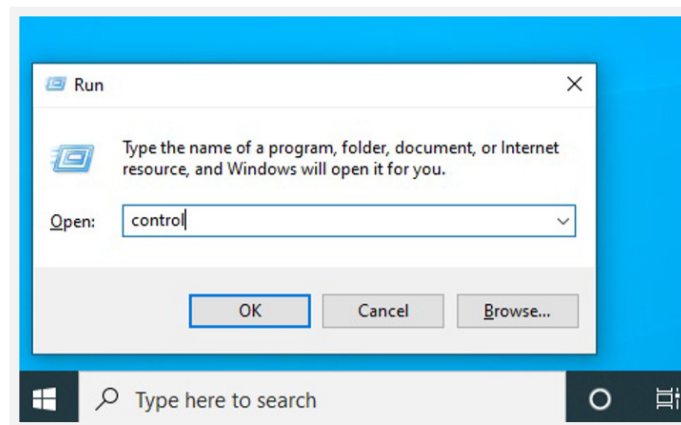 Run
Type the name of a program, folder, document, or Internet
resource, and Windows will open it for you.
Open:
control
OK
Cancel
Browse...
Type here to search